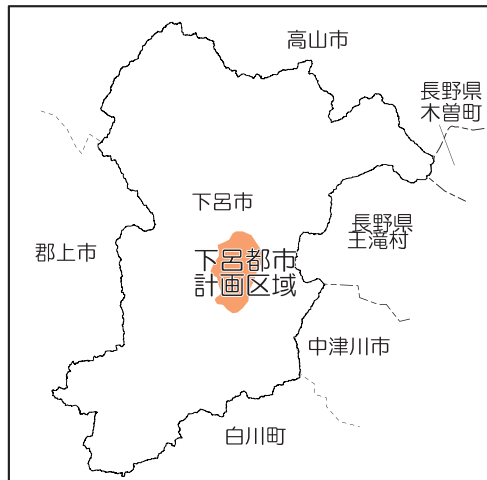 高山市
長野県
木曽町
下呂市
長野県
王滝村
郡上市
下呂都市
計画区域
中津川市
白川町